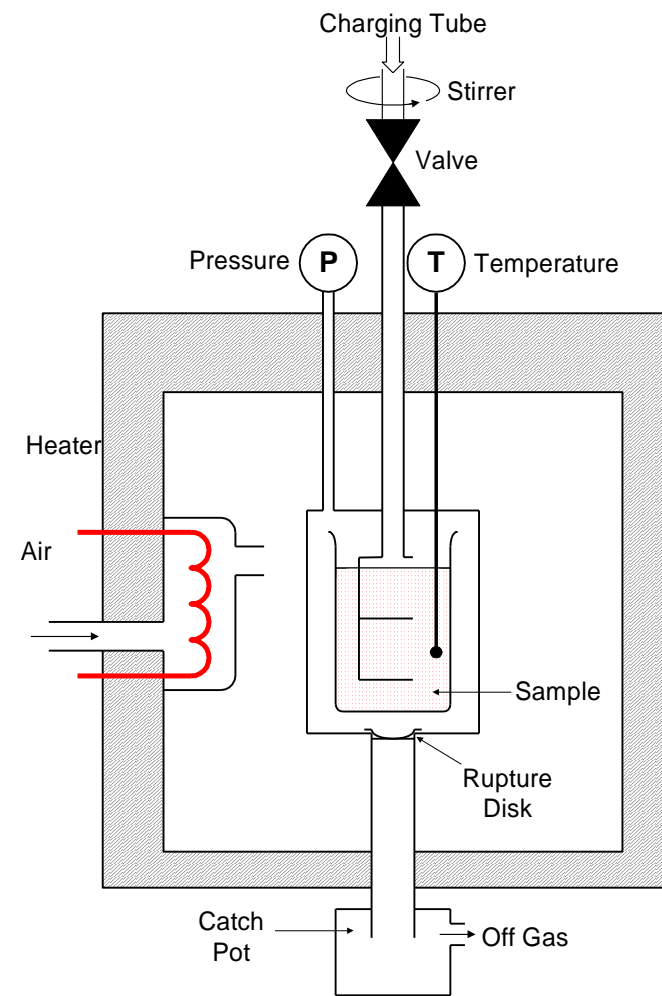 Charging Tube
Stirrer
Valve
Pressure
P
T
Temperature
Heater
Air
Sample
Rupture
Disk
Catch
Pot
Off Gas